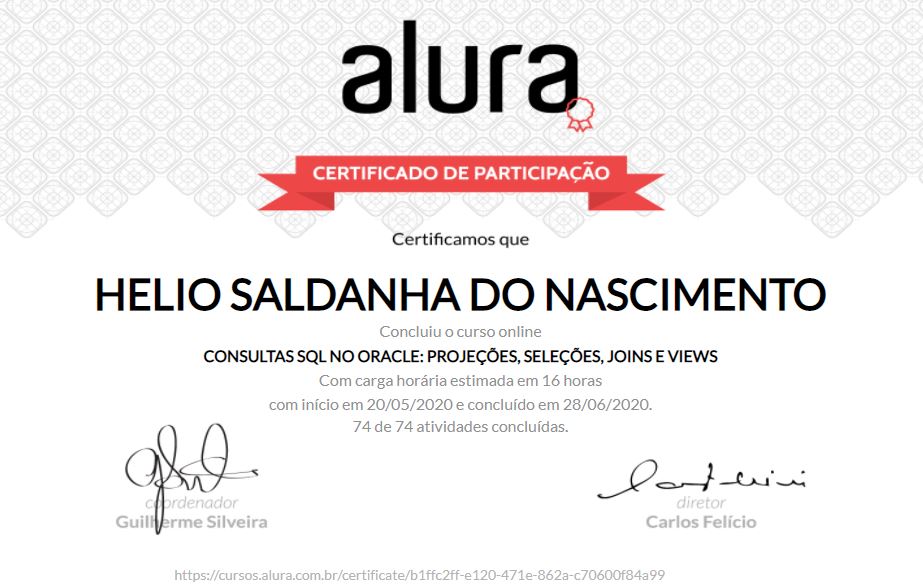 alura
CERTIFICADO DE PARTICIPAÇÃO
Certificamos que
HELIO SALDANHA DO NASCIMENTO
Concluiu o curso online
CONSULTAS SQL NO ORACLE: PROJEÇÕES, SELEÇÕES, JOINS E VIEWS
Com carga horária estimada em 16 horas
com início em 20/05/2020 e concluído em 28/06/2020.
74 de 74 atividades concluídas.
coordenador
Guilherme Silveira
diretor
Carlos Felício
https://cursos.alura.com.br/certificate/b1ffc2ff-e120-471e-862a-c70600f84a99